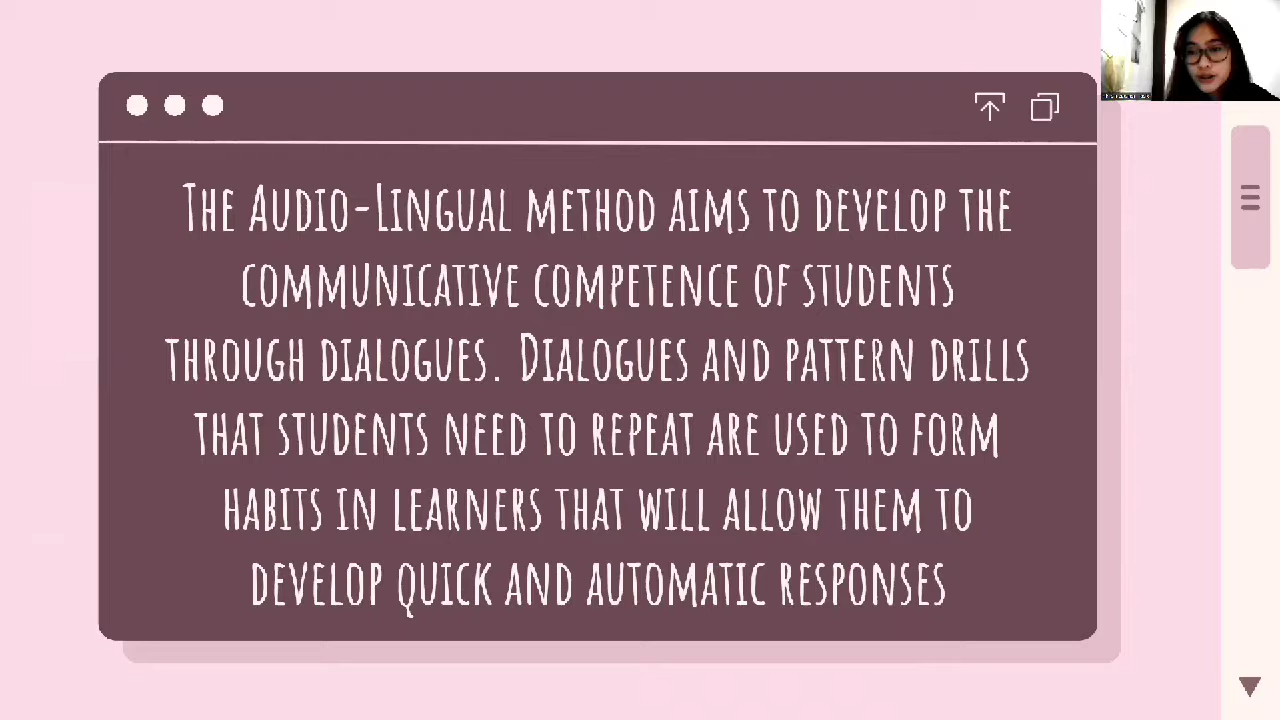 The Audio-Lingual method aims to develop the
communicative competence of students
through dialogues. Dialogues and pattern drills
that students need to repeat are used to form
habits in learners that will allow them to
develop quick and automatic responses